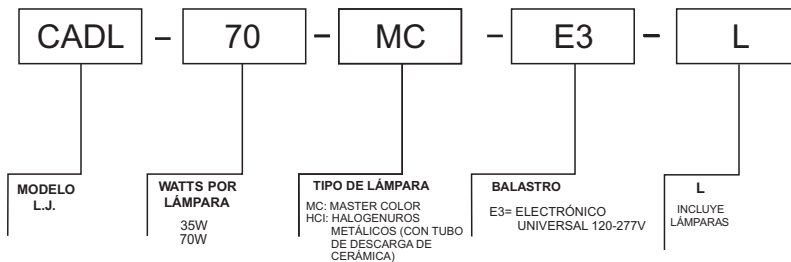 CADL – 70 – MC – E3 – L
MODELO
L.J.
WATTS POR
LÁMPARA
35W
70W
TIPO DE LÁMPARA
MC: MASTER COLOR
HCI: HALOGENUROS
METÁLICOS (CON TUBO
DE DESCARGA DE
CERÁMICA)
BALASTRO
E3= ELECTRÓNICO
UNIVERSAL 120-277V
L
INCLUYE
LÁMPARAS